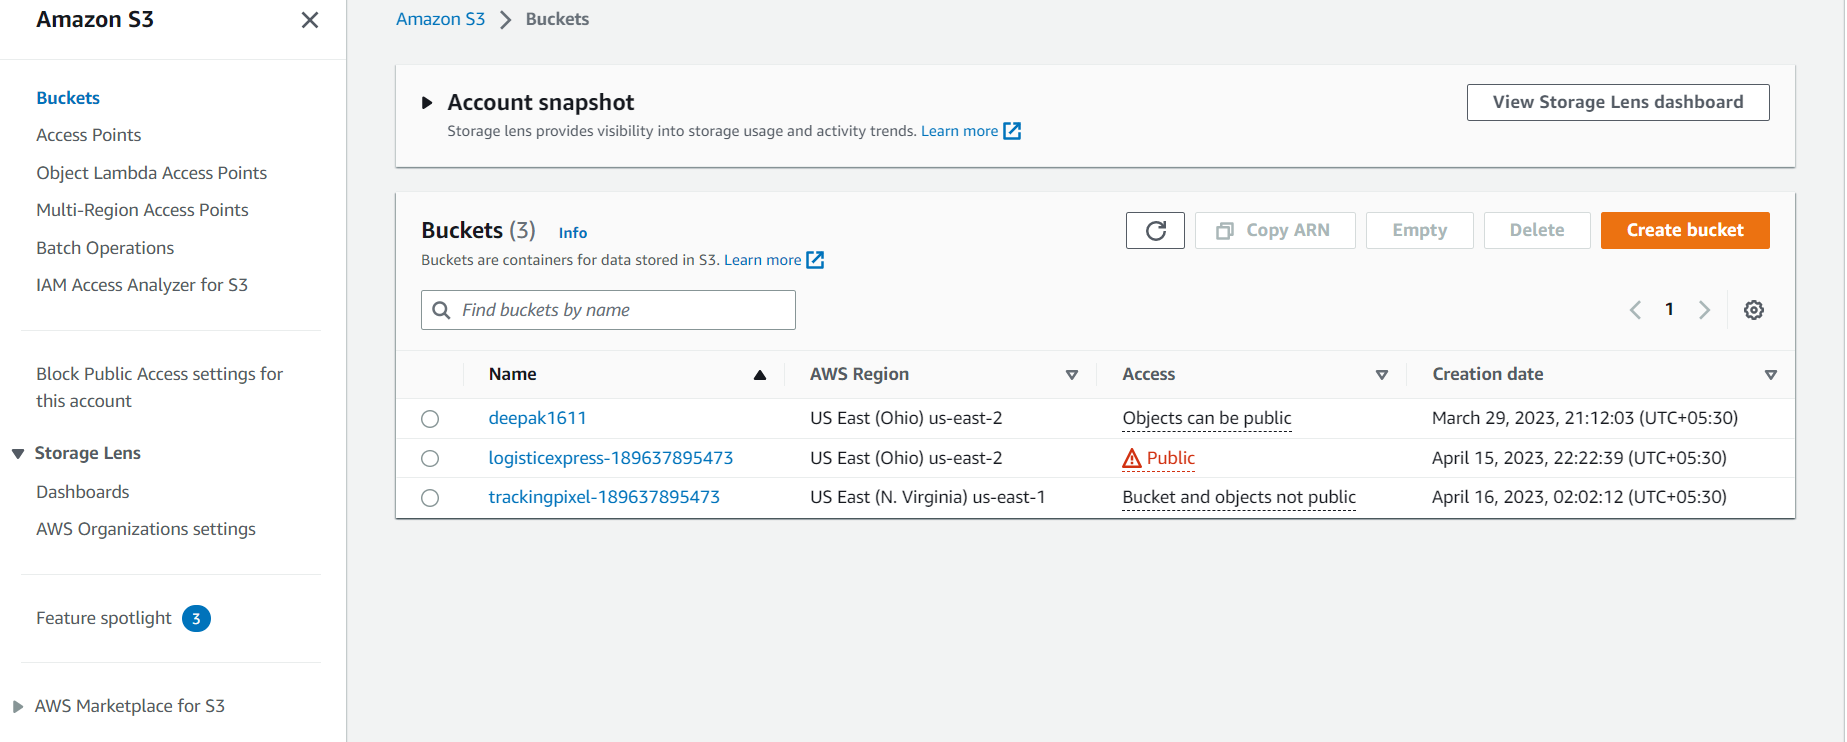 Amazon S3
Buckets
Access Points
Object Lambda Access Points
Multi-Region Access Points
Batch Operations
IAM Access Analyzer for S3
Block Public Access settings for
this account
Storage Lens
Dashboards
AWS Organizations settings
Feature spotlight 3
AWS Marketplace for S3
Amazon S3 Buckets
Account snapshot
Storage lens provides visibility into storage usage and activity trends. Learn more
View Storage Lens dashboard
Buckets (3) Info
Buckets are containers for data stored in S3. Learn more
Copy ARN Empty Delete Create bucket
Find buckets by name
1
Name AWS Region Access Creation date
deepak1611 US East (Ohio) us-east-2 Objects can be public March 29, 2023, 21:12:03 (UTC+05:30)
logisticexpress-189637895473 US East (Ohio) us-east-2 Public April 15, 2023, 22:22:39 (UTC+05:30)
trackingpixel-189637895473 US East (N. Virginia) us-east-1 Bucket and objects not public April 16, 2023, 02:02:12 (UTC+05:30)